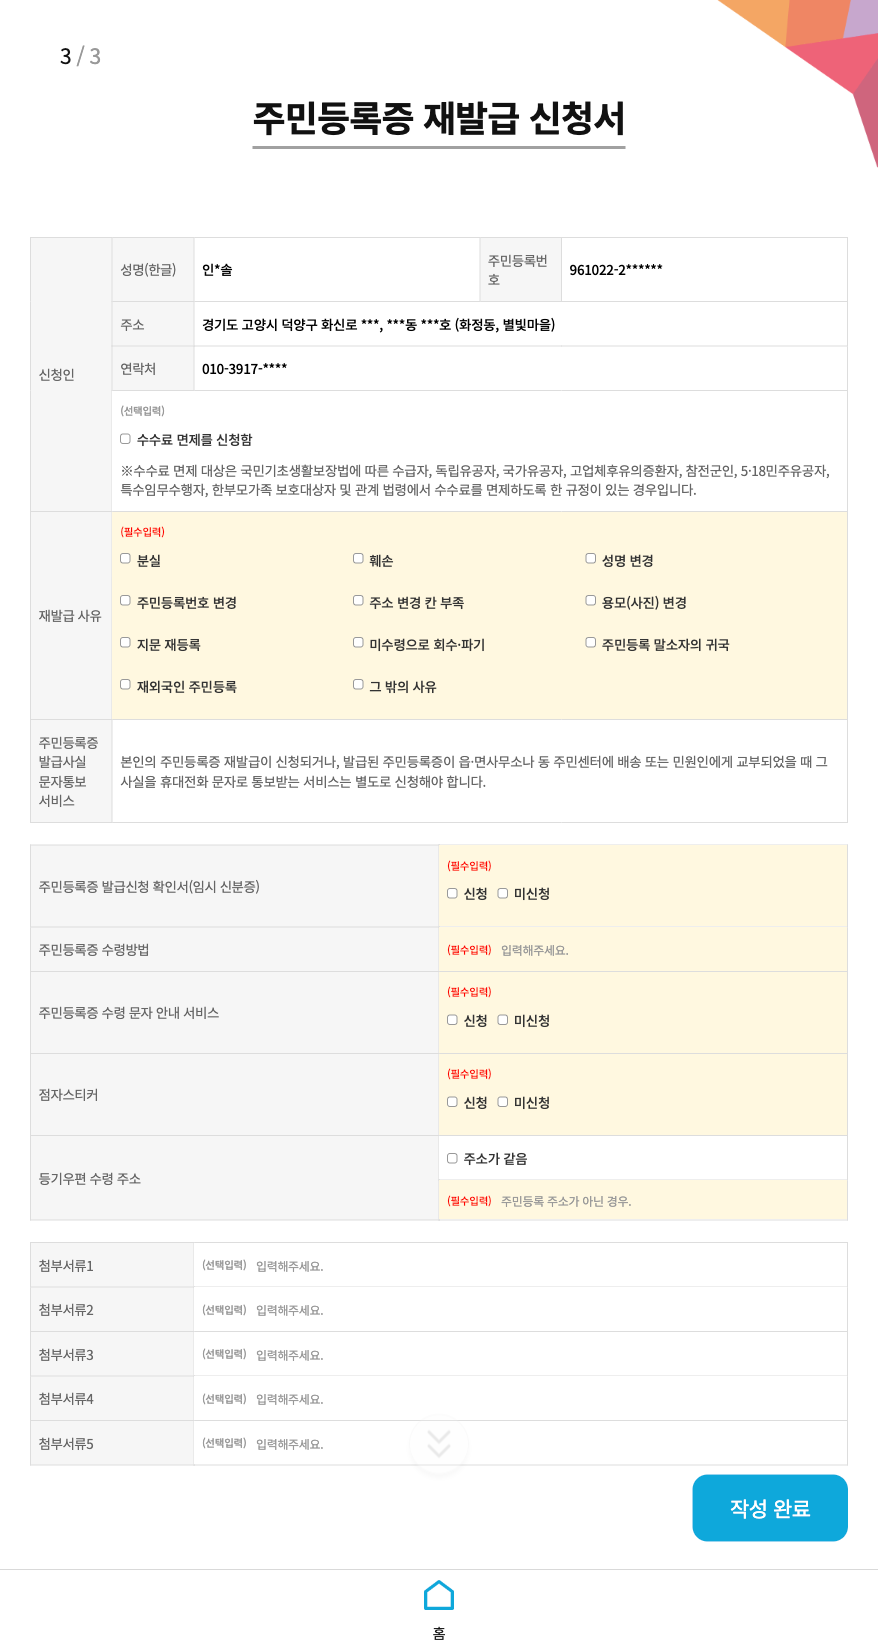 3 / 3
주민등록증 재발급 신청서
신청인
성명(한글)
인*솔
주민등록번
호
961022-2******
주소
경기도 고양시 덕양구 화신로 ***, ***동 ***호 (화정동, 별빛마을)
연락처
010-3917-****
(선택입력)
수수료 면제를 신청함
※수수료 면제 대상은 국민기초생활보장법에 따른 수급자, 독립유공자, 국가유공자, 고엽제후유의증환자, 참전군인, 5·18민주유공자,
특수임무수행자, 한부모가족 보호대상자 및 관계 법령에서 수수료를 면제하도록 한 규정이 있는 경우입니다.
재발급 사유
(필수입력)
분실
훼손
성명 변경
주민등록번호 변경
주소 변경 칸 부족
용모(사진) 변경
지문 재등록
미수령으로 회수·파기
주민등록 말소자의 귀국
재외국인 주민등록
그 밖의 사유
주민등록증
발급사실
문자통보
서비스
본인의 주민등록증 재발급이 신청되거나, 발급된 주민등록증이 읍·면사무소나 동 주민센터에 배송 또는 민원인에게 교부되었을 때 그
사실을 휴대전화 문자로 통보받는 서비스는 별도로 신청해야 합니다.
주민등록증 발급신청 확인서(임시 신분증)
(필수입력)
신청 미신청
주민등록증 수령방법
(필수입력) 입력해주세요.
주민등록증 수령 문자 안내 서비스
(필수입력)
신청 미신청
점자스티커
(필수입력)
신청 미신청
등기우편 수령 주소
주소가 같음
(필수입력) 주민등록 주소가 아닌 경우.
첨부서류1
(선택입력) 입력해주세요.
첨부서류2
(선택입력) 입력해주세요.
첨부서류3
(선택입력) 입력해주세요.
첨부서류4
(선택입력) 입력해주세요.
첨부서류5
(선택입력) 입력해주세요.
작성 완료
홈